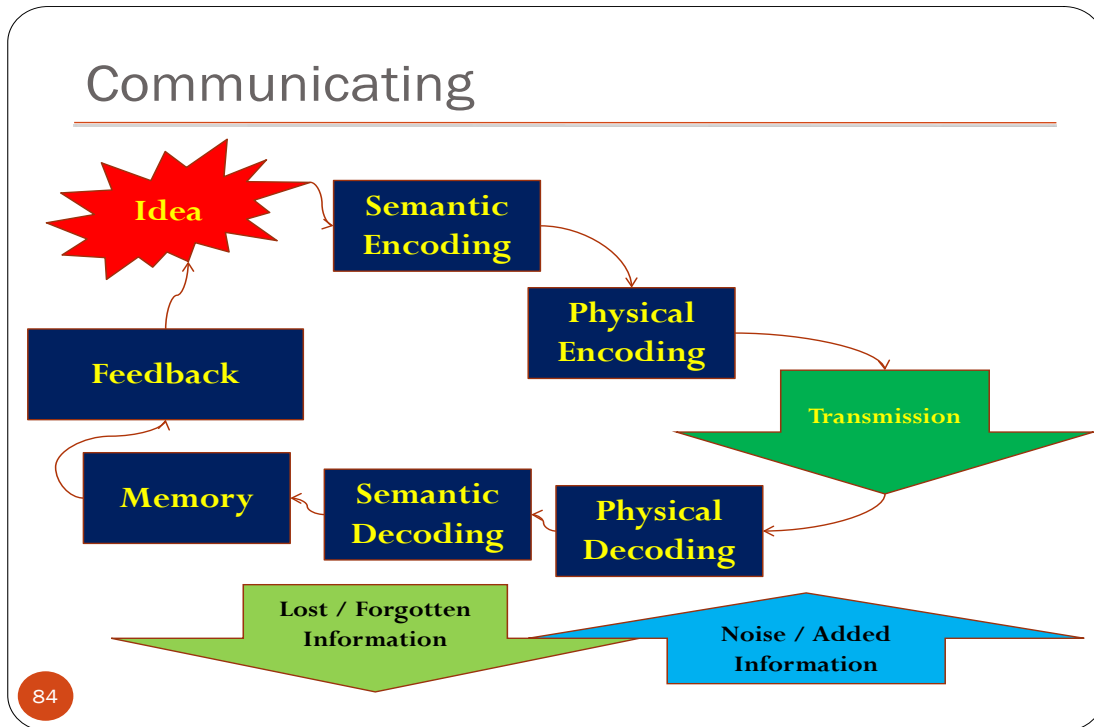 Communicating
Idea
Semantic
Encoding
Physical
Encoding
Transmission
Physical
Decoding
Semantic
Decoding
Memory
Feedback
Lost / Forgotten
Information
Noise / Added
Information
84